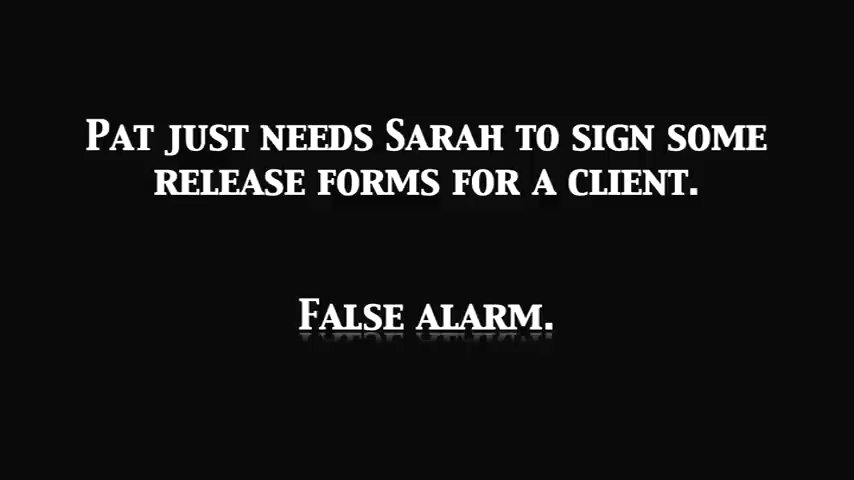 Pat just needs Sarah to sign some
release forms for a client.
False alarm.